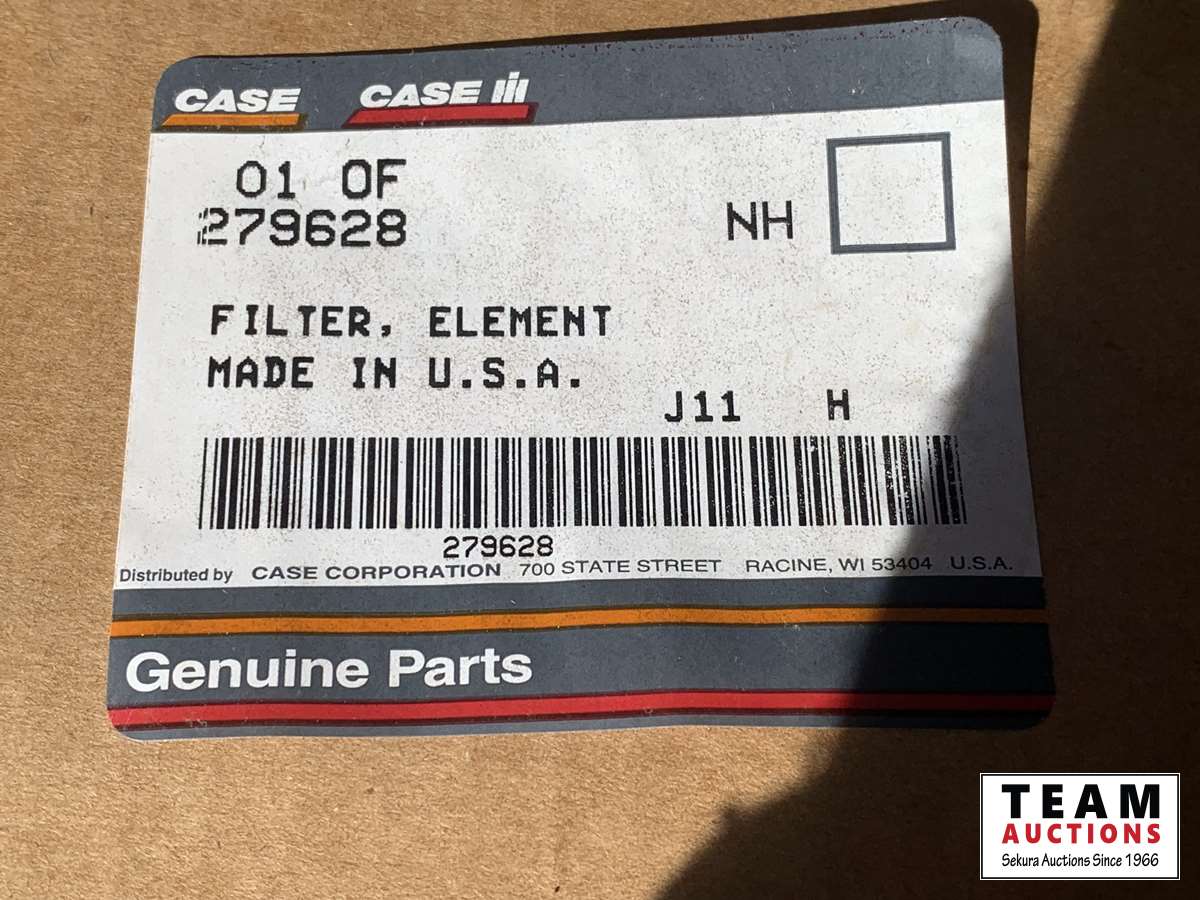 CASE CASE IH
01 OF
279628 NH
FILTER, ELEMENT
MADE IN U.S.A.
J11 H
279628
Distributed by CASE CORPORATION 700 STATE STREET RACINE, WI 53404 U.S.A.
Genuine Parts
TEAM
AUCTIONS
Sekura Auctions Since 1966